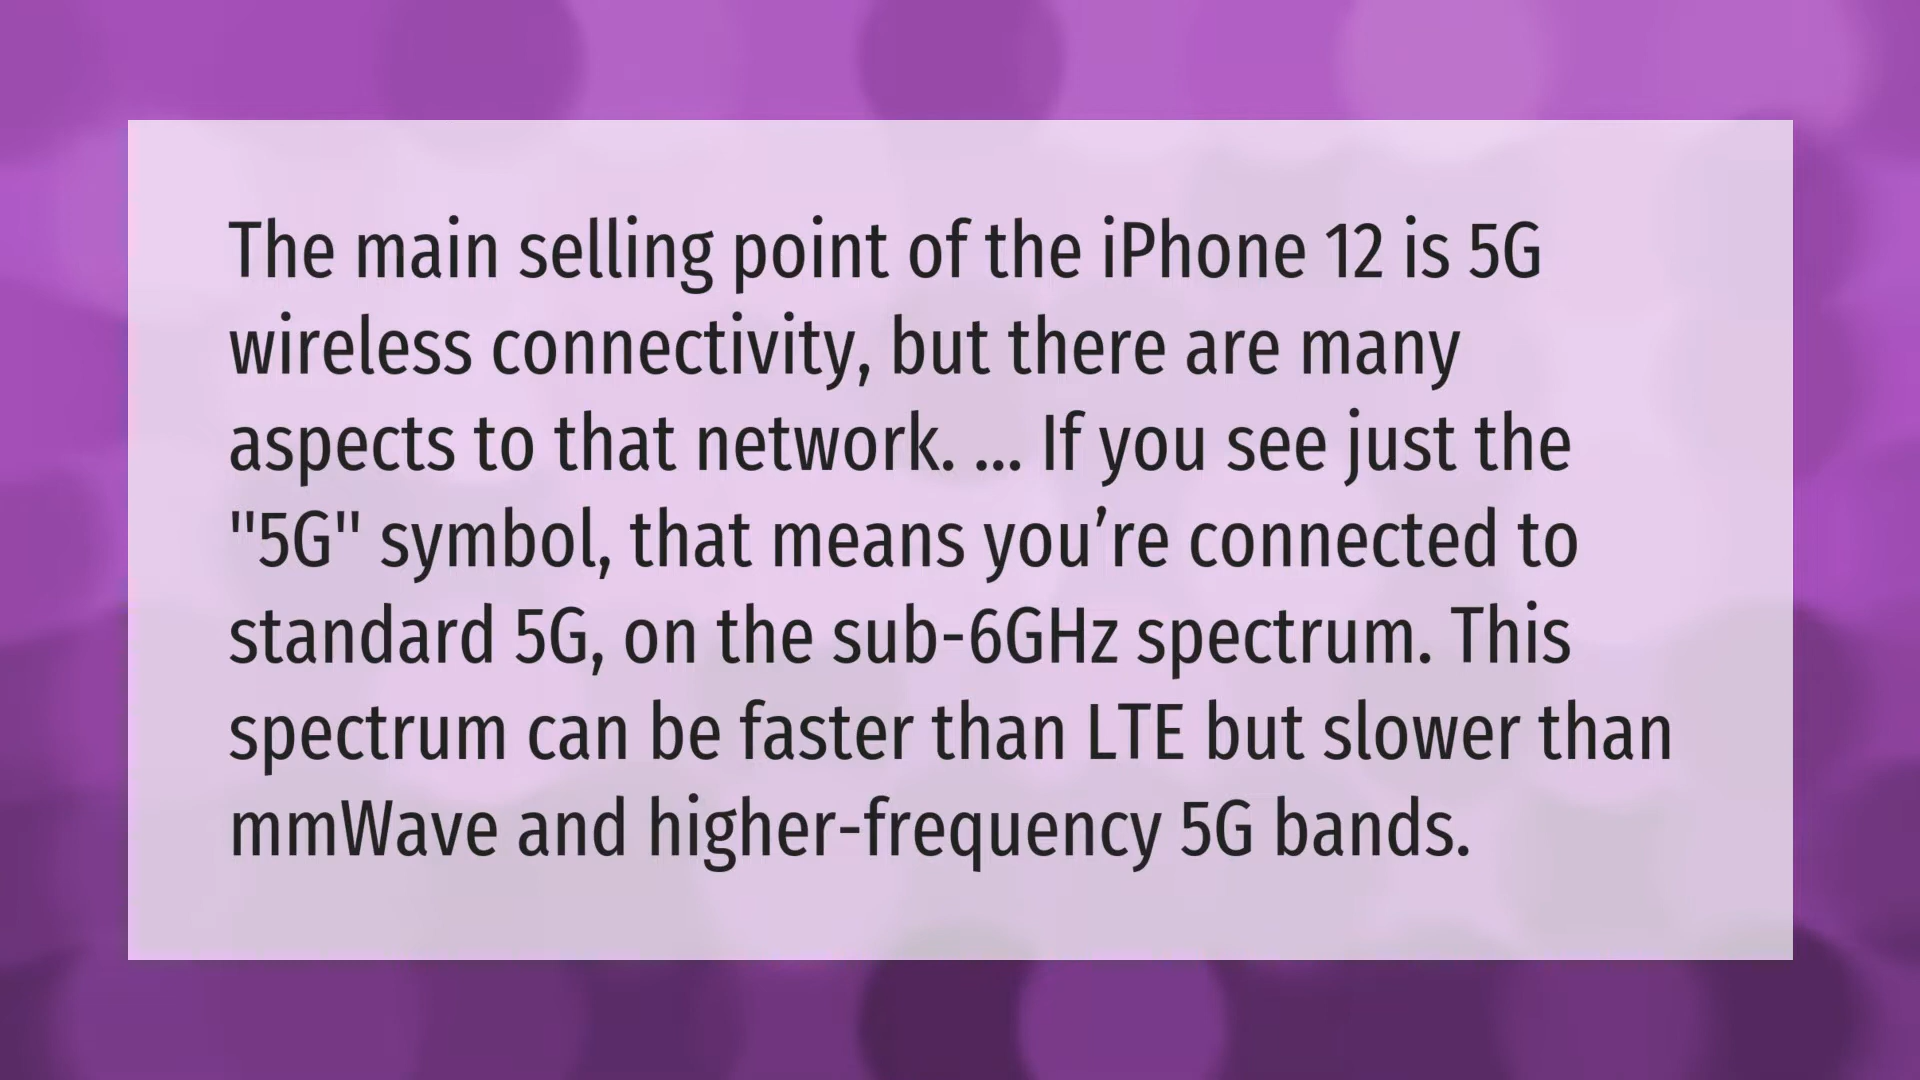 The main selling point of the iPhone 12 is 5G
wireless connectivity, but there are many
aspects to that network. ... If you see just the
"5G" symbol, that means you’re connected to
standard 5G, on the sub-6GHz spectrum. This
spectrum can be faster than LTE but slower than
mmWave and higher-frequency 5G bands.